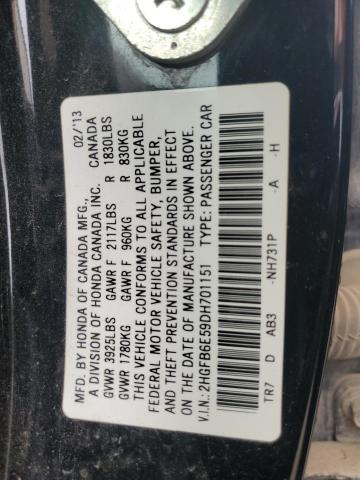 MFD. BY HONDA OF CANADA MFG., 02/'13
A DIVISION OF HONDA CANADA INC. CANADA
GVWR 3925LBS GAWR F 2117LBS R 1830LBS
GVWR 1780KG GAWR F 960KG R 830KG
THIS VEHICLE CONFORMS TO ALL APPLICABLE
FEDERAL MOTOR VEHICLE SAFETY, BUMPER,
AND THEFT PREVENTION STANDARDS IN EFFECT
ON THE DATE OF MANUFACTURE SHOWN ABOVE.
V.I.N.: 2HGFB6E59DH701151 TYPE: PASSENGER CAR
TR7 D AB3 -NH731P -A -H